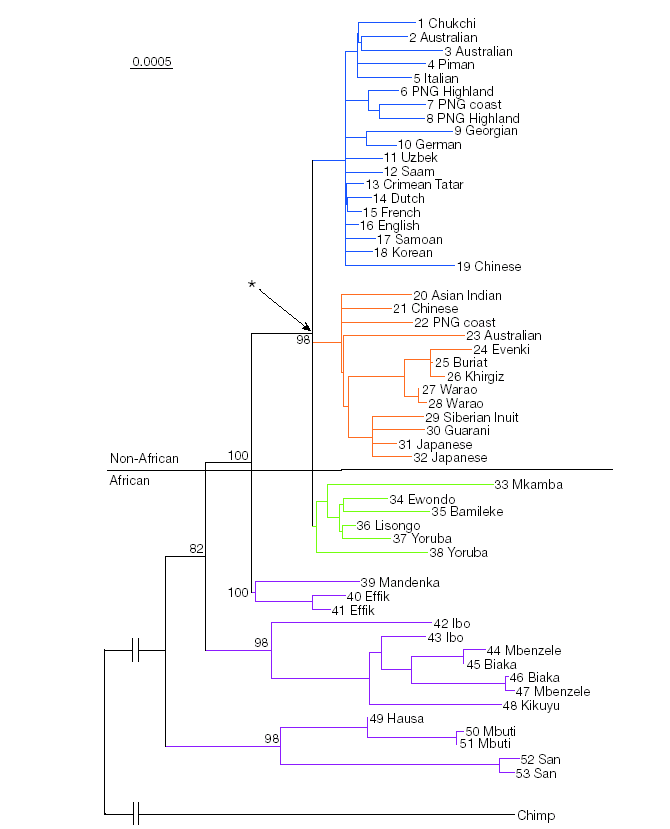 1 Chukchi
2 Australian
3 Australian
0.0005
4 Piman
5 Italian
6 PNG Highland
7 PNG coast
8 PNG Highland
9 Georgian
10 German
11 Uzbek
12 Saam
13 Crimean Tatar
14 Dutch
15 French
16 English
17 Samoan
18 Korean
19 Chinese
*
20 Asian Indian
21 Chinese
22 PNG coast
23 Australian
98
24 Evenki
25 Buriat
26 Khirgiz
27 Warao
28 Warao
29 Siberian Inuit
30 Guarani
31 Japanese
100
32 Japanese
Non-African
African
33 Mkamba
34 Ewondo
35 Bamileke
36 Lisongo
37 Yoruba
82
38 Yoruba
39 Mandenka
100
40 Effik
41 Effik
42 Ibo
43 Ibo
98
44 Mbenzele
45 Biaka
46 Biaka
47 Mbenzele
48 Kikuyu
49 Hausa
50 Mbuti
98
51 Mbuti
52 San
53 San
Chimp